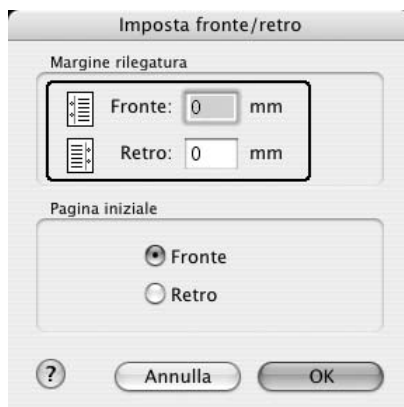 Imposta fronte/retro
Margine rilegatura
Fronte: 0 mm
Retro: 0 mm
Pagina iniziale
Fronte
Retro
? Annulla OK